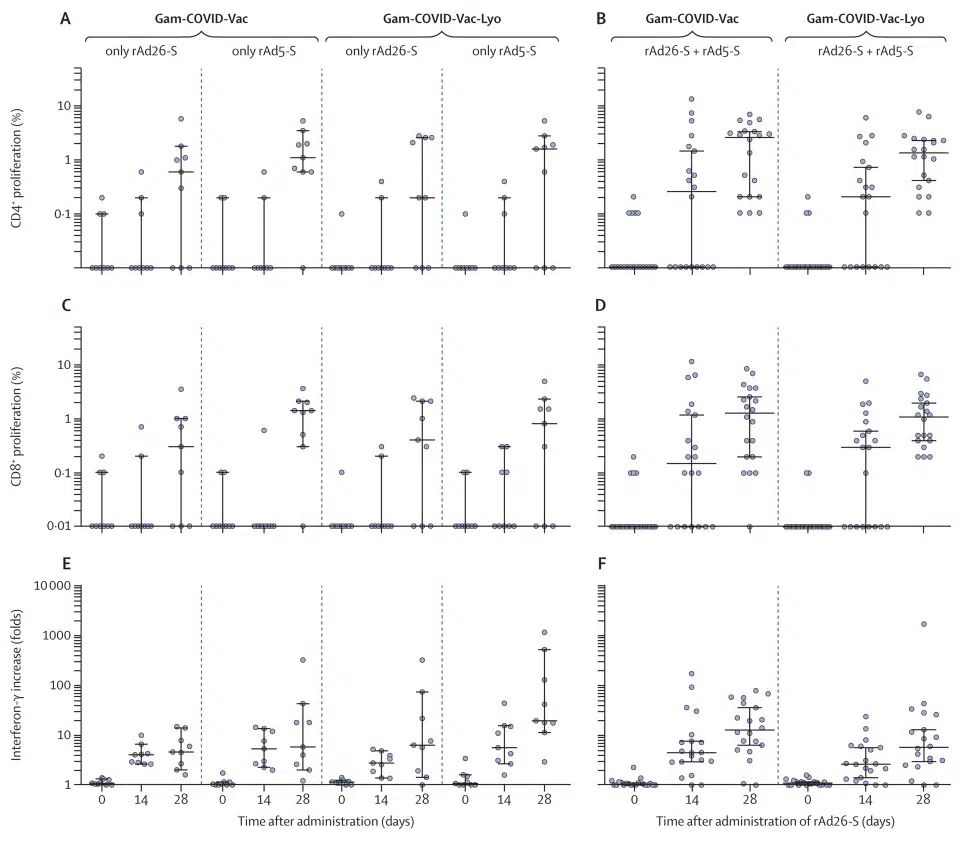 A
Gam-COVID-Vac
Gam-COVID-Vac-Lyo
only rAd26-S
only rAd5-S
only rAd26-S
only rAd5-S
CD4⁺ proliferation (%)
10
1
0·1
B
Gam-COVID-Vac
Gam-COVID-Vac-Lyo
rAd26-S + rAd5-S
rAd26-S + rAd5-S
C
CD8⁺ proliferation (%)
10
1
0·1
0·01
D
E
Interferon-γ increase (folds)
10 000
1000
100
10
1
0 14 28 0 14 28 0 14 28 0 14 28
Time after administration (days)
F
0 14 28 0 14 28
Time after administration of rAd26-S (days)